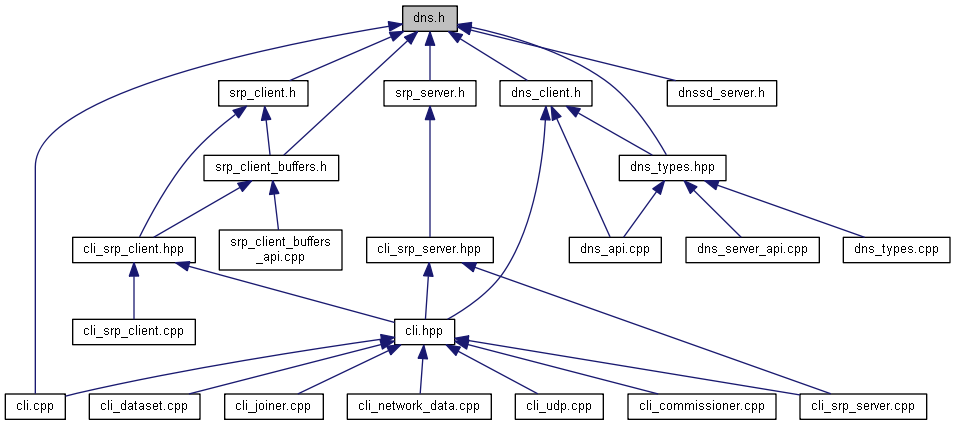 dns.h
srp_client.h
srp_server.h
dns_client.h
dnssd_server.h
srp_client_buffers.h
dns_types.hpp
cli_srp_client.hpp
srp_client_buffers
_api.cpp
cli_srp_server.hpp
dns_api.cpp
dns_server_api.cpp
dns_types.cpp
cli_srp_client.cpp
cli.hpp
cli.cpp
cli_dataset.cpp
cli_joiner.cpp
cli_network_data.cpp
cli_udp.cpp
cli_commissioner.cpp
cli_srp_server.cpp